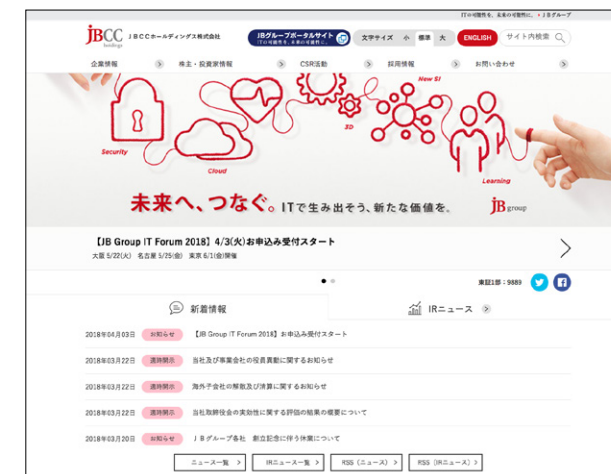 ITの可能性を、未来の可能性に。 ・JBグループ
JBCC holdings JBCCホールディングス株式会社
JBグループポータルサイト
ITの可能性を、未来の可能性に。
文字サイズ 小 標準 大
ENGLISH
サイト内検索
企業情報 株主・投資家情報 CSR活動 採用情報 お問い合わせ
New SI
3D
Security
Cloud
Learning
未来へ、つなぐ。ITで生み出そう、新たな価値を。
JB group
【JB Group IT Forum 2018】4/3(火)お申込み受付スタート
大阪 5/22(火) 名古屋 5/25(金) 東京 6/1(金)開催
東証1部:9889
新着情報 IRニュース
2018年04月03日 お知らせ 【JB Group IT Forum 2018】お申込み受付スタート
2018年03月22日 適時開示 当社及び事業会社の役員異動に関するお知らせ
2018年03月22日 適時開示 海外子会社の解散及び清算に関するお知らせ
2018年03月22日 適時開示 当社取締役会の実効性に関する評価の結果の概要について
2018年03月20日 お知らせ JBグループ各社 創立記念に伴う休業について
ニュース一覧 > IRニュース一覧 > RSS(ニュース) > RSS(IRニュース) >